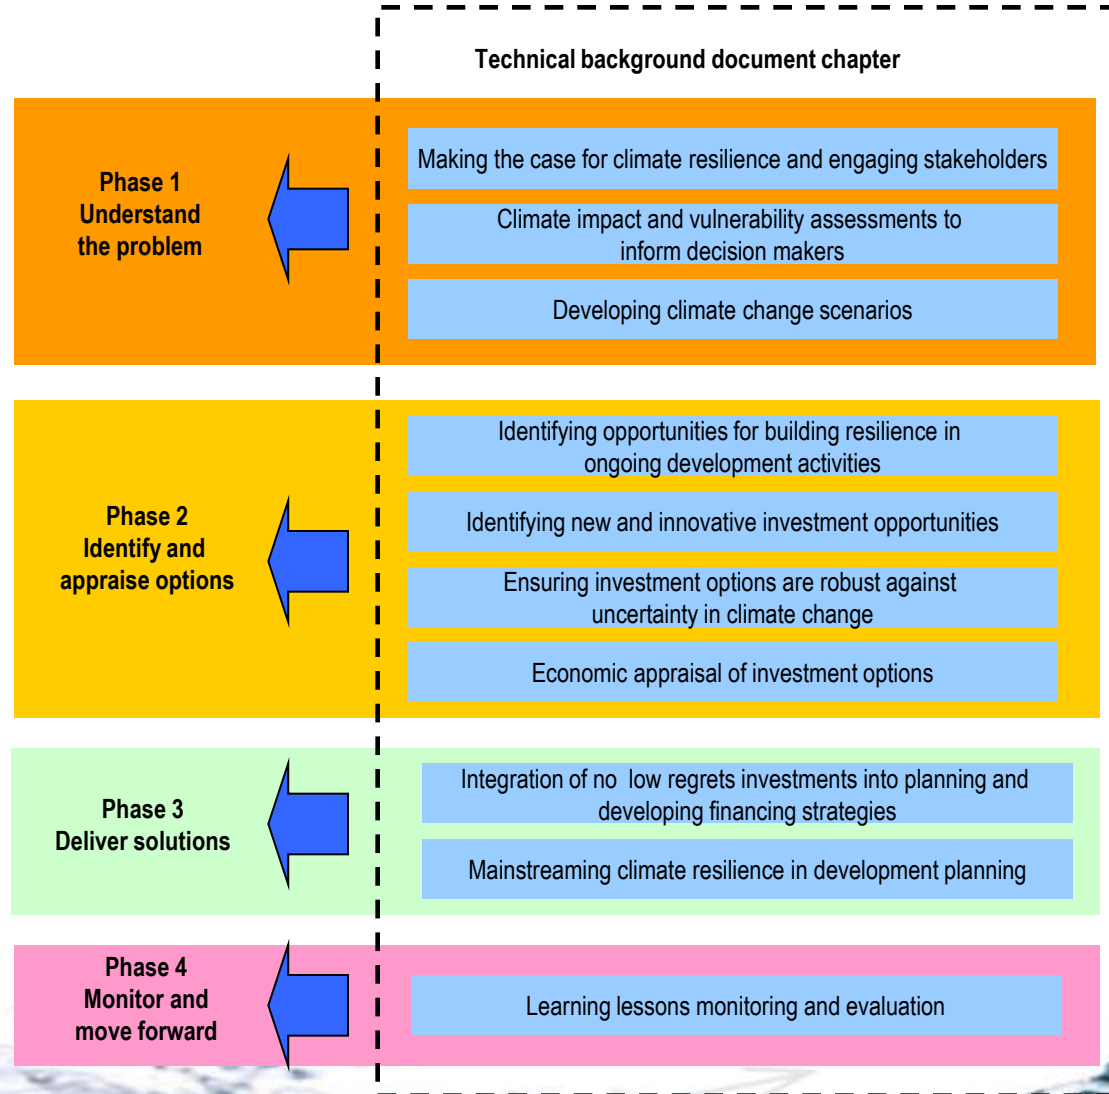 Technical background document chapter
Phase 1
Understand
the problem
Making the case for climate resilience and engaging stakeholders
Climate impact and vulnerability assessments to
inform decision makers
Developing climate change scenarios
Phase 2
Identify and
appraise options
Identifying opportunities for building resilience in
ongoing development activities
Identifying new and innovative investment opportunities
Ensuring investment options are robust against
uncertainty in climate change
Economic appraisal of investment options
Phase 3
Deliver solutions
Integration of no  low regrets investments into planning and
developing financing strategies
Mainstreaming climate resilience in development planning
Phase 4
Monitor and
move forward
Learning lessons monitoring and evaluation